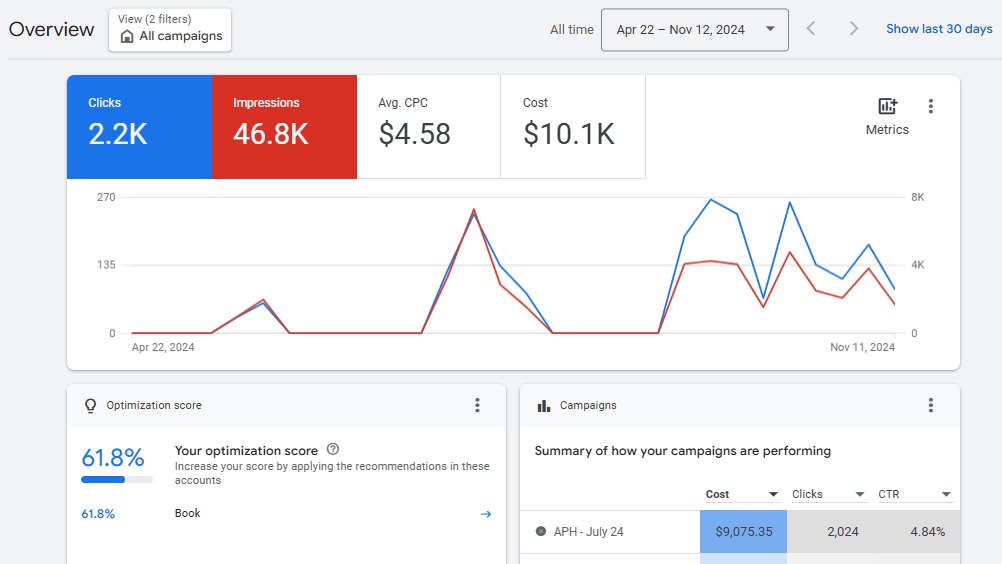 Overview
View (2 filters)
All campaigns
All time
Apr 22 – Nov 12, 2024
Show last 30 days
Clicks
2.2K
Impressions
46.8K
Avg. CPC
$4.58
Cost
$10.1K
Metrics
270
8K
135
4K
0
0
Apr 22, 2024
Nov 11, 2024
Optimization score
61.8%
Your optimization score
Increase your score by applying the recommendations in these
accounts
61.8%
Book
Campaigns
Summary of how your campaigns are performing
Cost
Clicks
CTR
APH - July 24
$9,075.35
2,024
4.84%